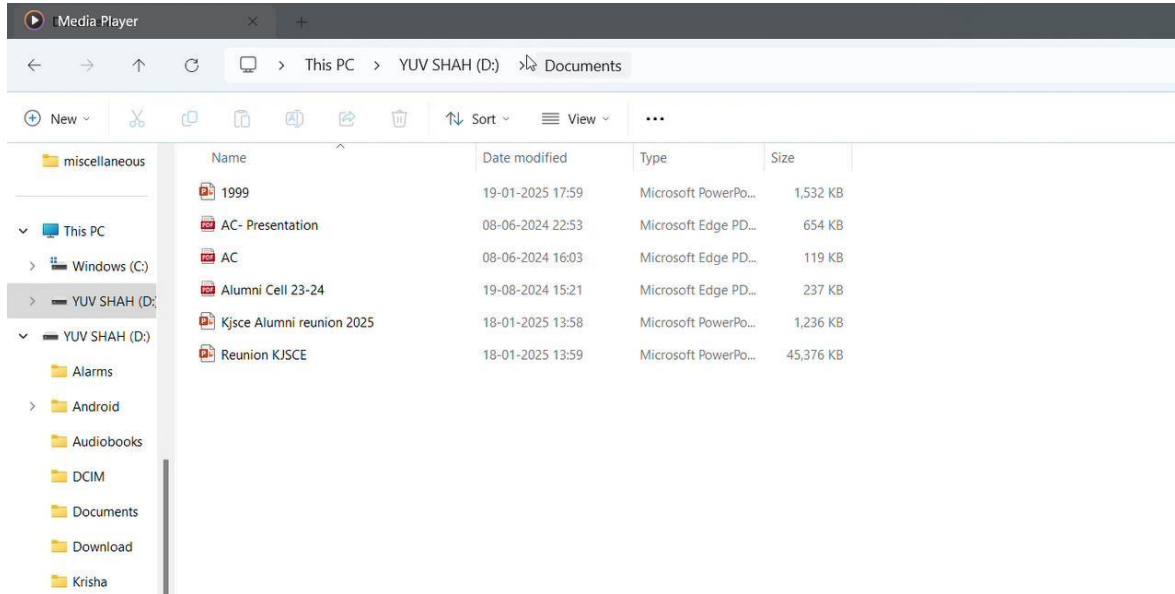 Media Player
This PC > YUV SHAH (D:) > Documents
New Sort View ...
miscellaneous
This PC
Windows (C:)
YUV SHAH (D:
YUV SHAH (D:)
Alarms
Android
Audiobooks
DCIM
Documents
Download
Krisha
Name Date modified Type Size
1999 19-01-2025 17:59 Microsoft PowerPo... 1,532 KB
AC- Presentation 08-06-2024 22:53 Microsoft Edge PD... 654 KB
AC 08-06-2024 16:03 Microsoft Edge PD... 119 KB
Alumni Cell 23-24 19-08-2024 15:21 Microsoft Edge PD... 237 KB
Kjsce Alumni reunion 2025 18-01-2025 13:58 Microsoft PowerPo... 1,236 KB
Reunion KJSCE 18-01-2025 13:59 Microsoft PowerPo... 45,376 KB